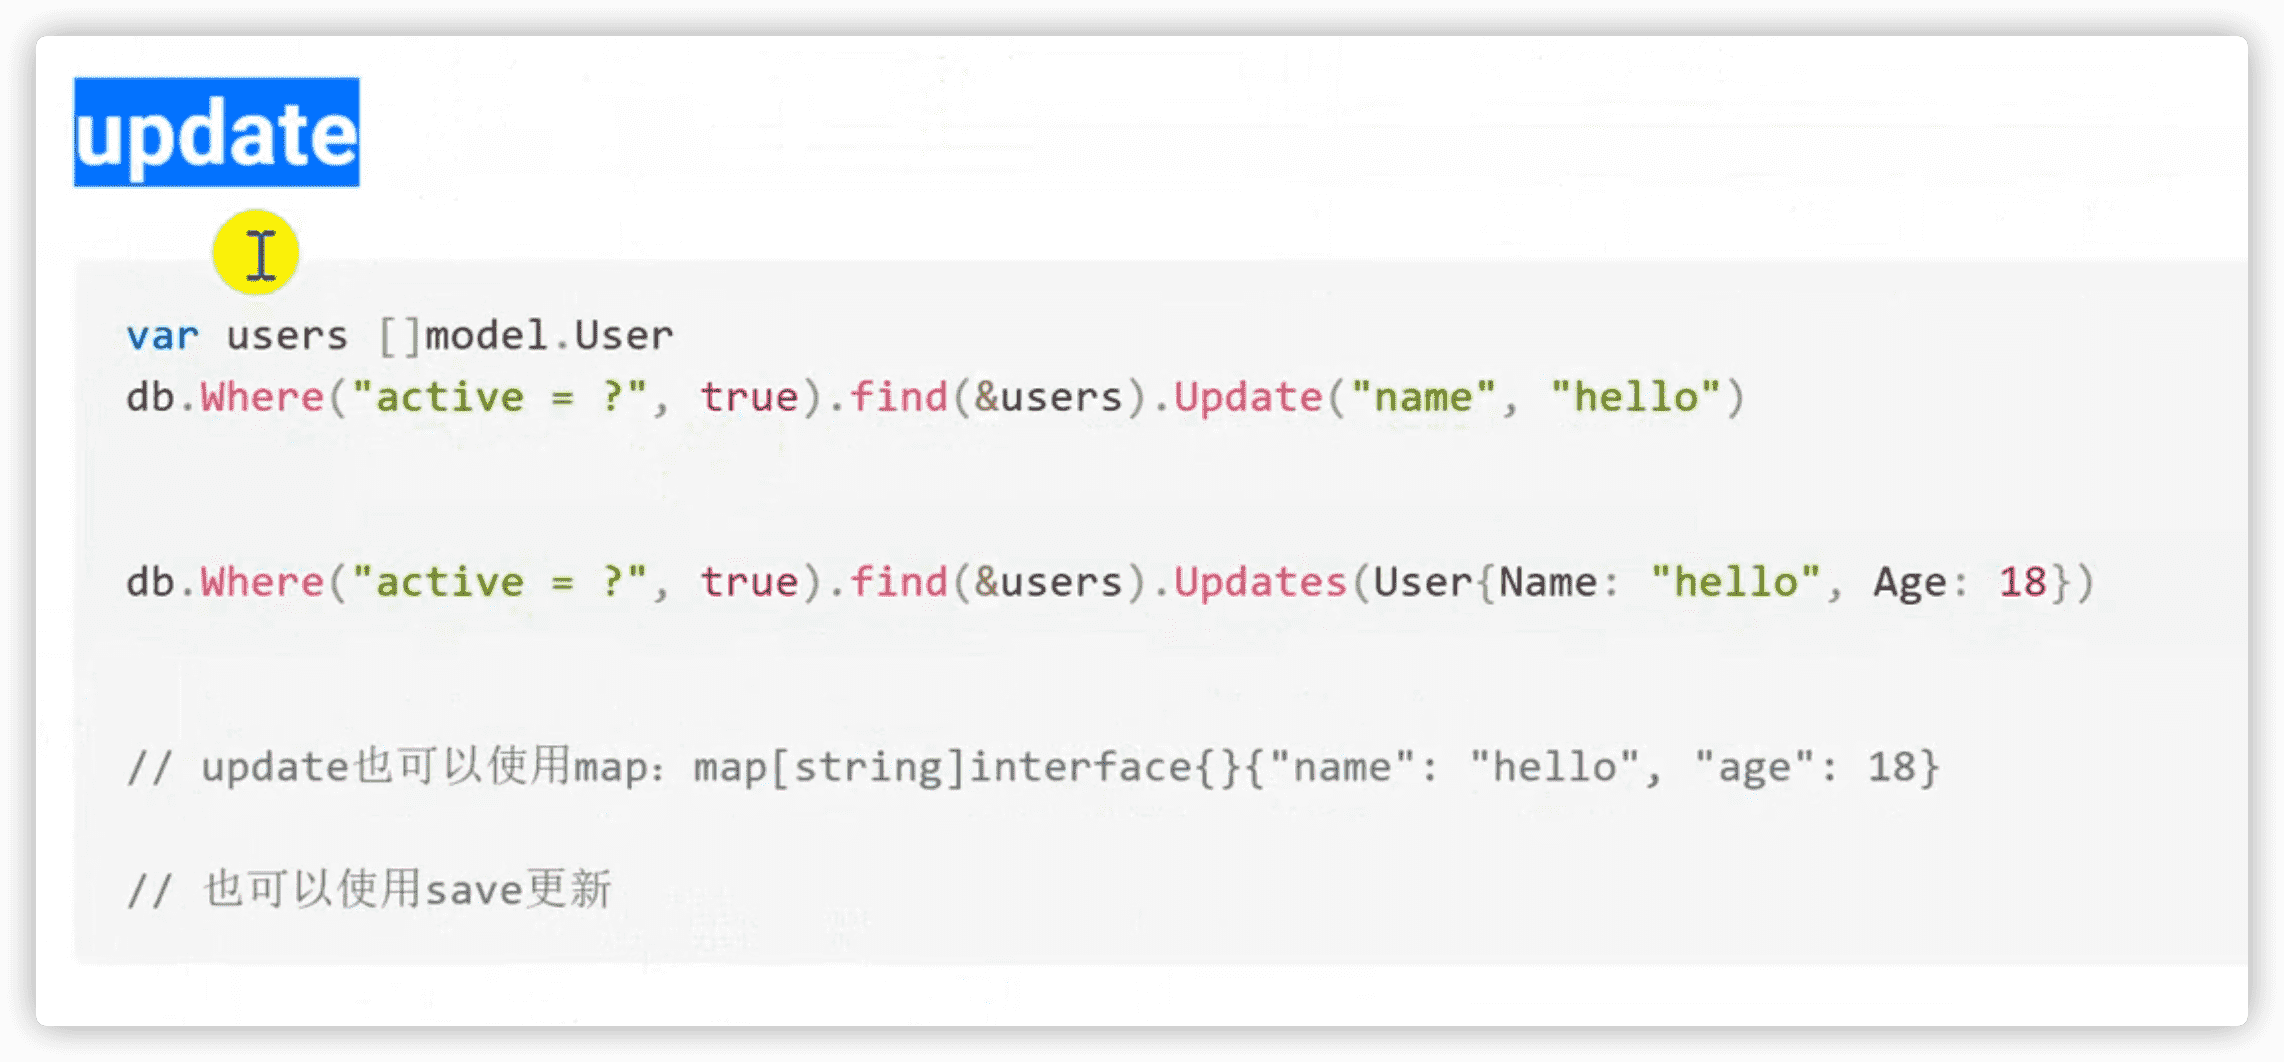 update
var users []model.User
db.Where("active = ?", true).find(&users).Update("name", "hello")
db.Where("active = ?", true).find(&users).Updates(User{Name: "hello", Age: 18})
// update也可以使用map: map[string]interface{}{"name": "hello", "age": 18}
// 也可以使用save更新